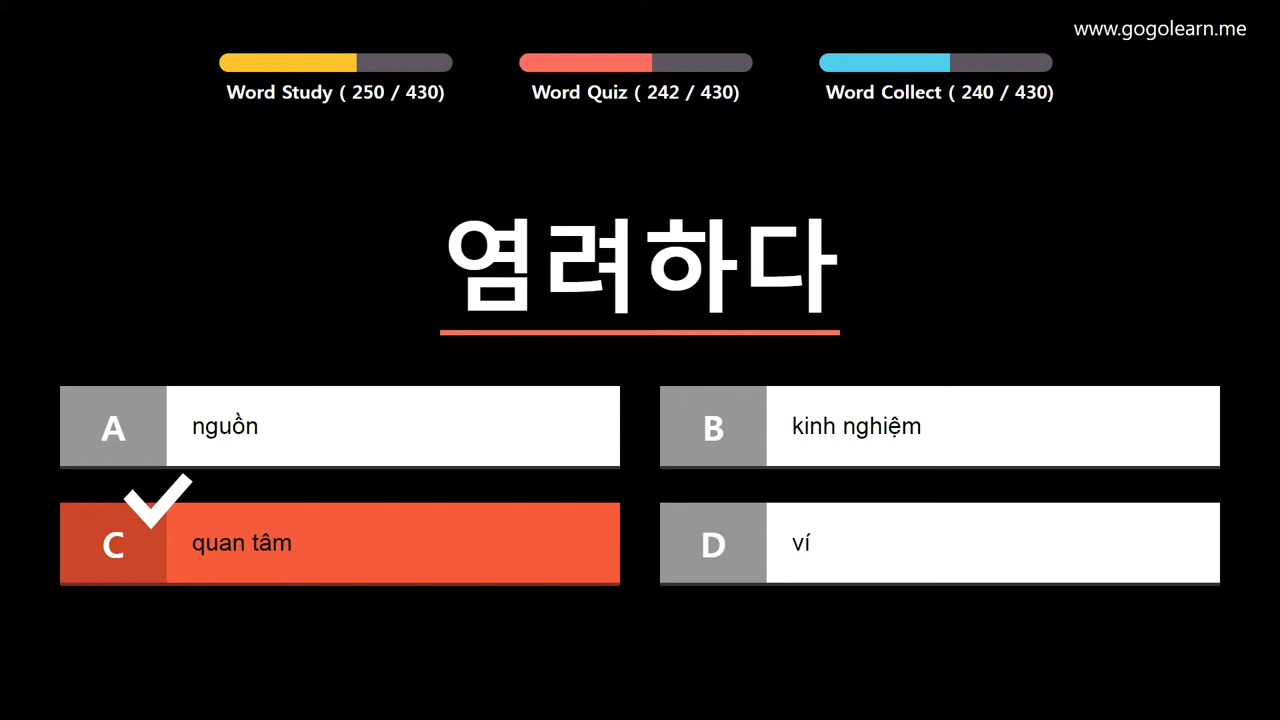 www.gogolearn.me
Word Study ( 250 / 430)
Word Quiz ( 242 / 430)
Word Collect ( 240 / 430)
염려하다
A
nguồn
B
kinh nghiệm
C
quan tâm
D
ví